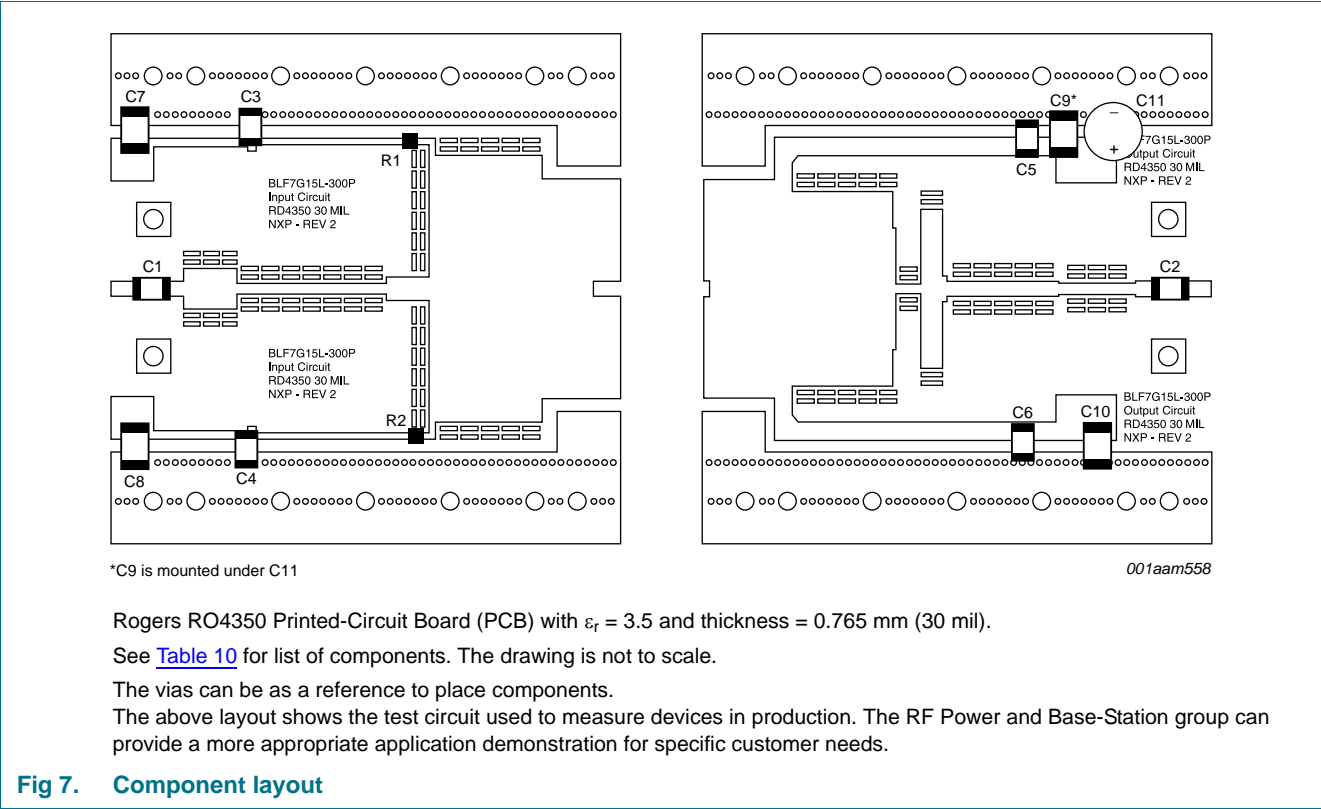 C7
C3
R1
BLF7G15L-300P
Input Circuit
RD4350 30 MIL
NXP - REV 2
C1
BLF7G15L-300P
Input Circuit
RD4350 30 MIL
NXP - REV 2
R2
C8
C4
C9*
C11
−
+
C5
7G15L-300P
utput Circuit
RD4350 30 MIL
NXP - REV 2
C2
C6
C10
BLF7G15L-300P
Output Circuit
RD4350 30 MIL
NXP - REV 2
*C9 is mounted under C11
001aam558
Rogers RO4350 Printed-Circuit Board (PCB) with εr = 3.5 and thickness = 0.765 mm (30 mil).
See Table 10 for list of components. The drawing is not to scale.
The vias can be as a reference to place components.
The above layout shows the test circuit used to measure devices in production. The RF Power and Base-Station group can
provide a more appropriate application demonstration for specific customer needs.
Fig 7. Component layout